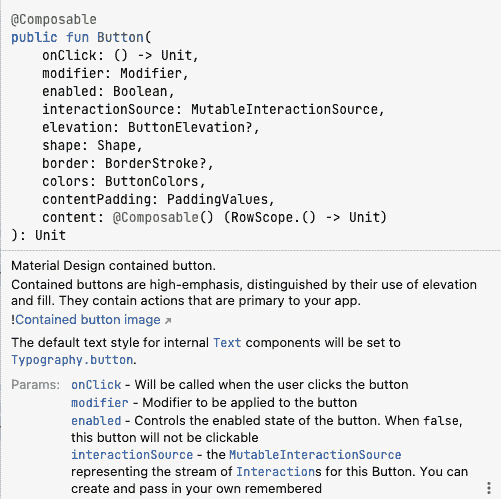 @Composable
public fun Button(
    onClick: () -> Unit,
    modifier: Modifier,
    enabled: Boolean,
    interactionSource: MutableInteractionSource,
    elevation: ButtonElevation?,
    shape: Shape,
    border: BorderStroke?,
    colors: ButtonColors,
    contentPadding: PaddingValues,
    content: @Composable() (RowScope.() -> Unit)
): Unit
Material Design contained button.
Contained buttons are high-emphasis, distinguished by their use of elevation
and fill. They contain actions that are primary to your app.
!Contained button image ↗
The default text style for internal Text components will be set to
Typography.button.
Params: onClick - Will be called when the user clicks the button
modifier - Modifier to be applied to the button
enabled - Controls the enabled state of the button. When false,
this button will not be clickable
interactionSource - the MutableInteractionSource
representing the stream of Interactions for this Button. You can
create and pass in your own remembered